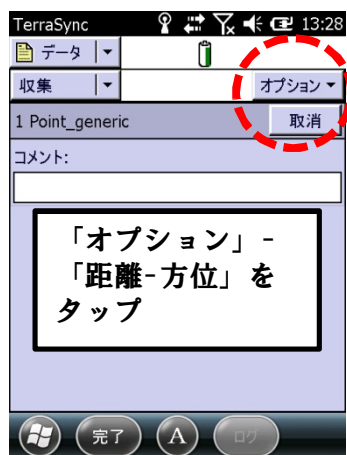 TerraSync 13:28
データ
収集 オプション
1 Point_generic 取消
コメント:
「オプション」-
「距離-方位」を
タップ
完了 A ログ